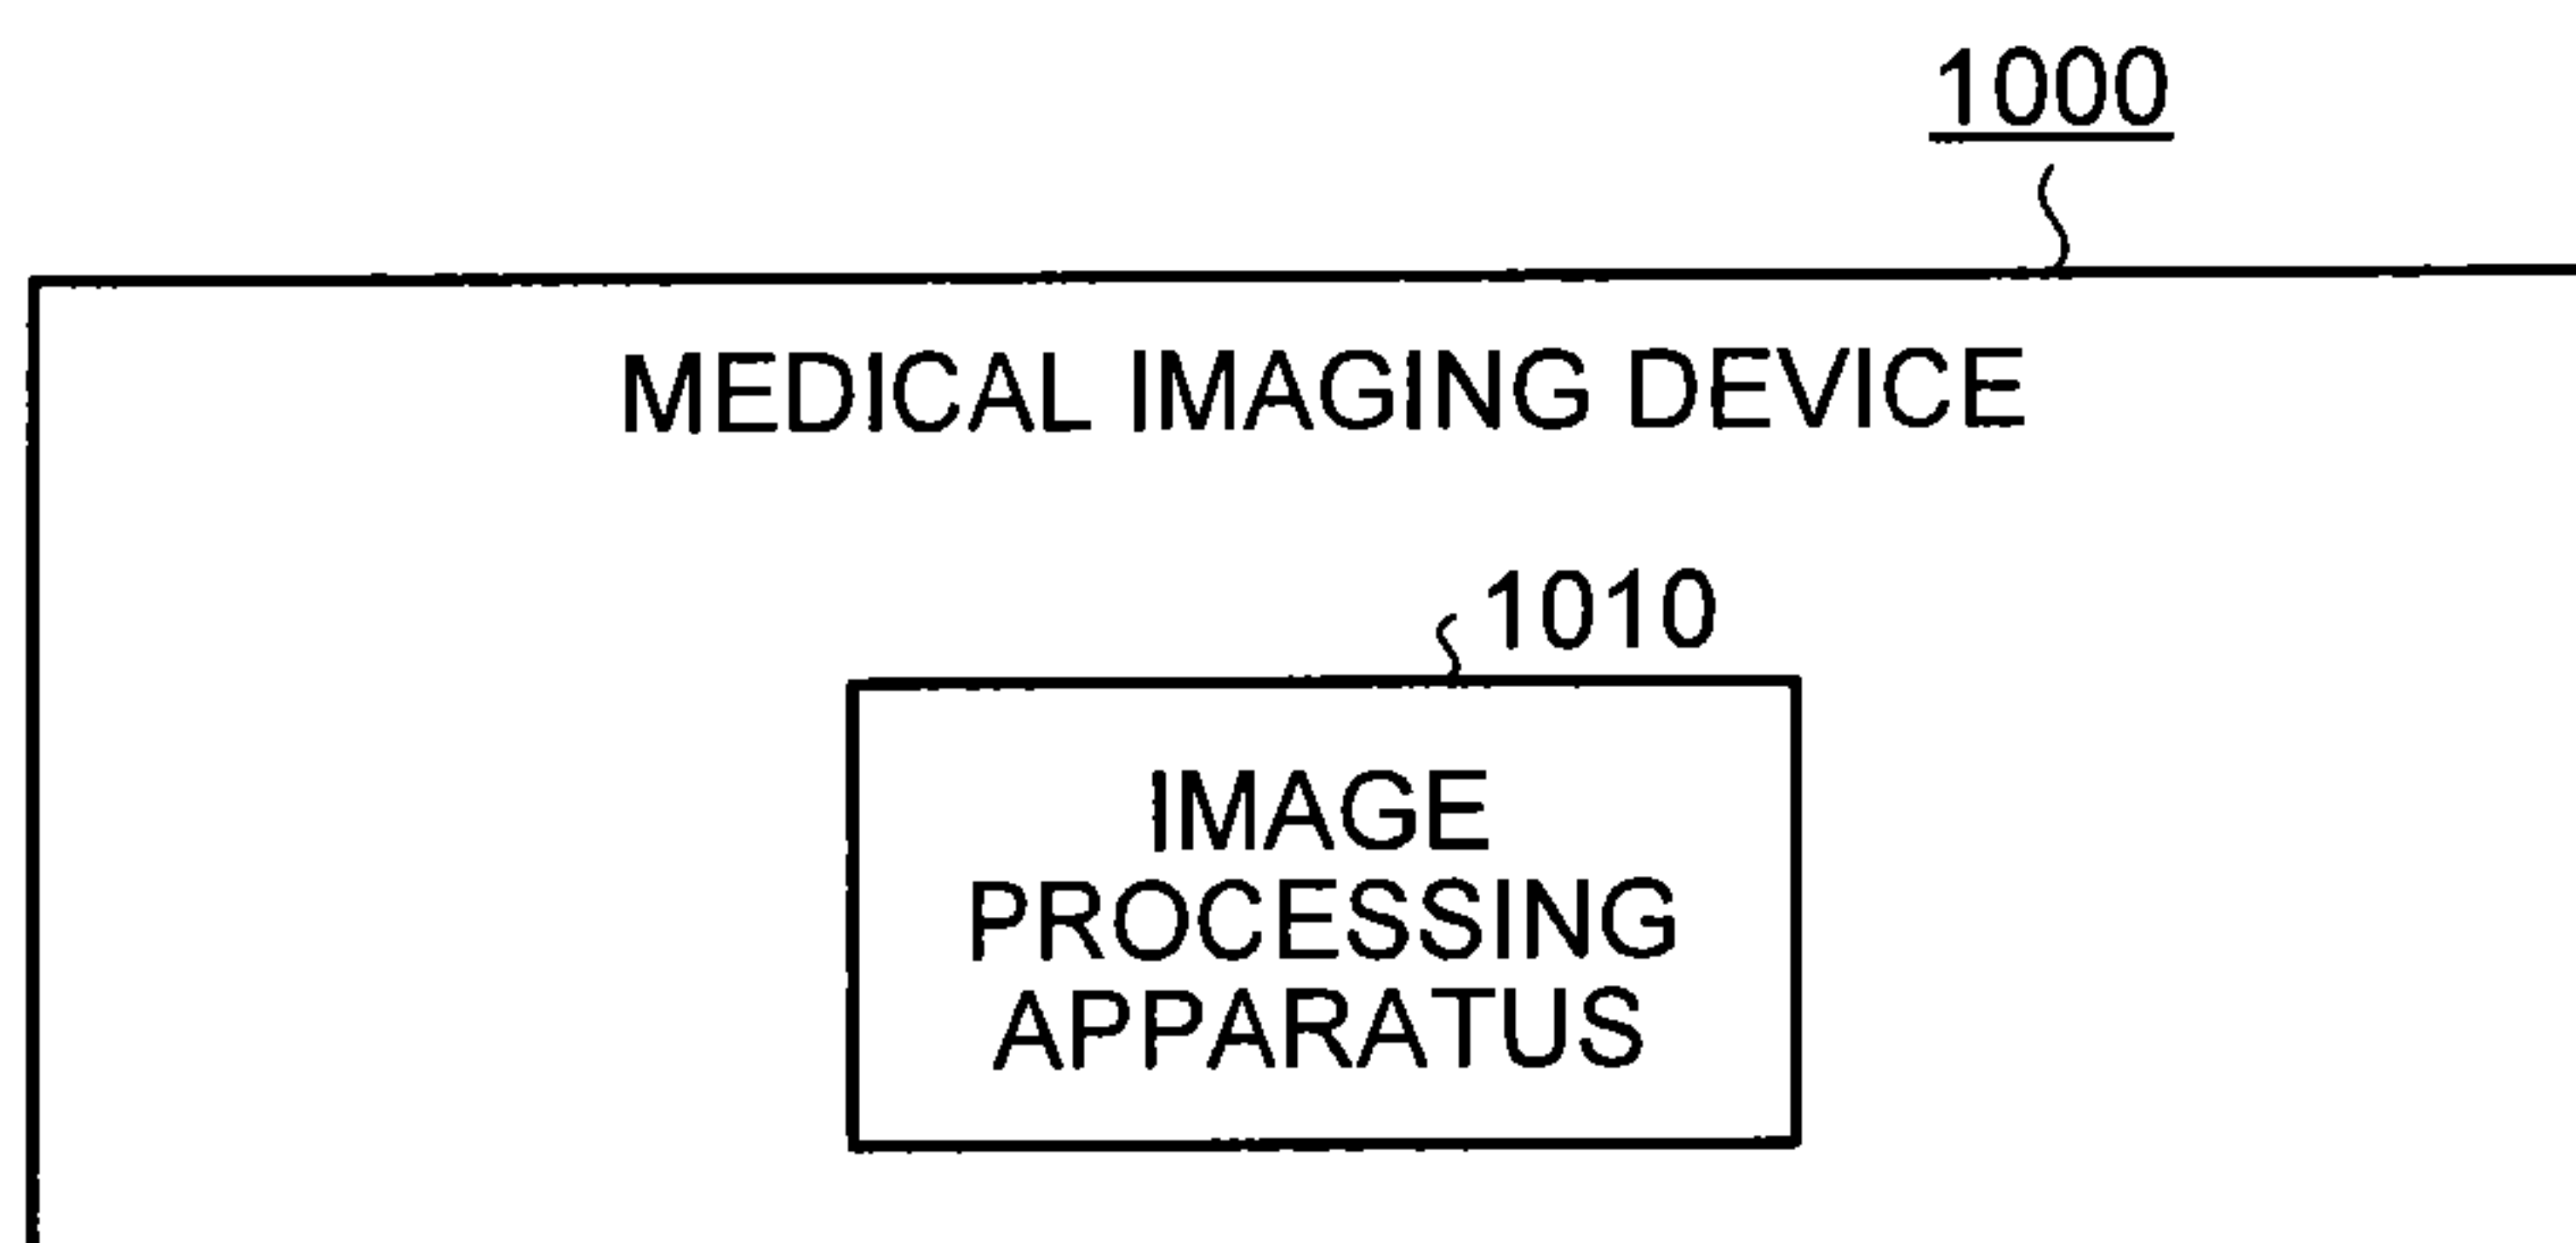 1000
MEDICAL IMAGING DEVICE
1010
IMAGE
PROCESSING
APPARATUS